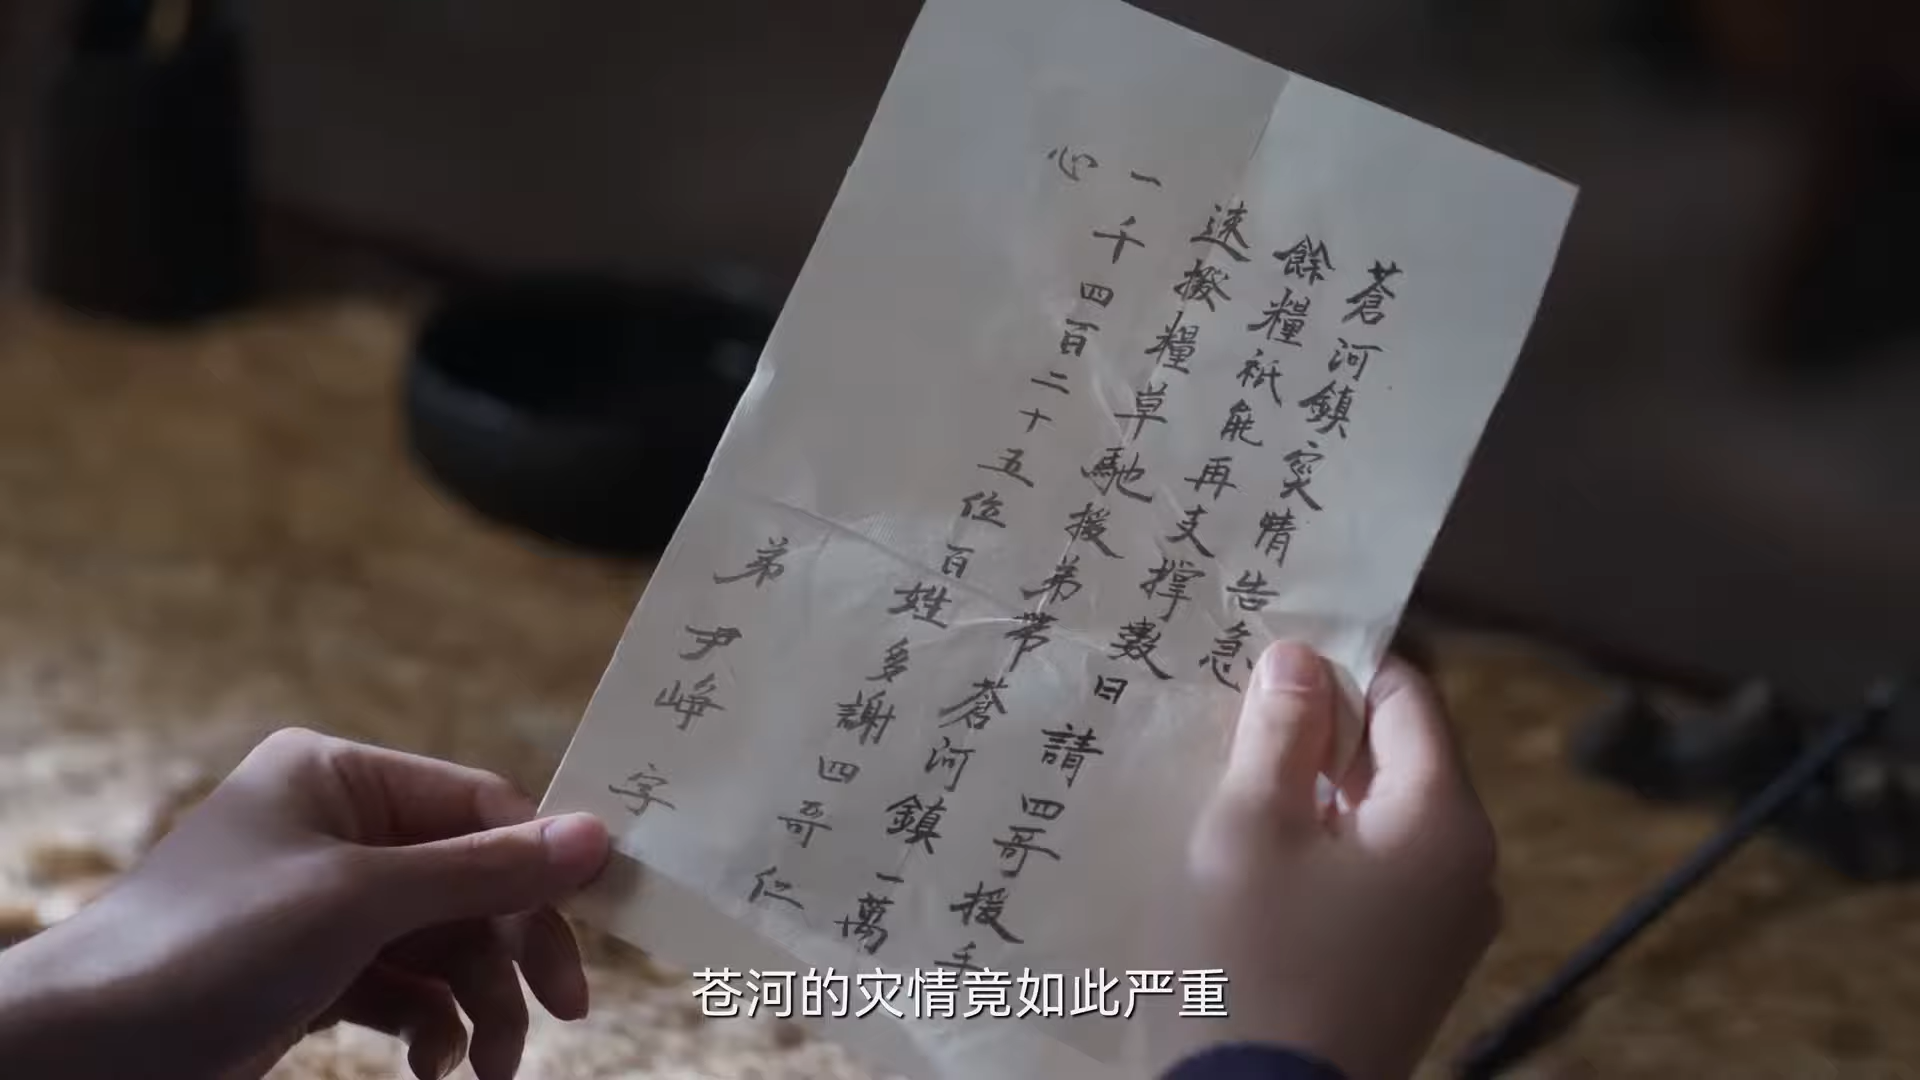 蒼河鎮突情告急
餘糧祇能再支撐數日請四哥援手
速撥糧草馳援弟帶蒼河鎮一萬
一千四百二十五位百姓多謝四哥仁
心
弟尹崢字
苍河的灾情竟如此严重